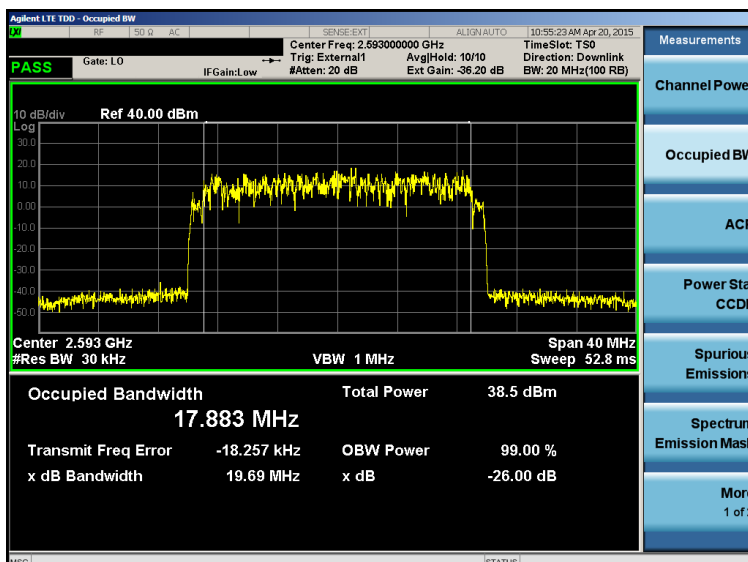 Agilent LTE TDD - Occupied BW
RF 50 Ω AC SENSE:EXT ALIGN AUTO 10:55:23 AM Apr 20, 2015
Center Freq: 2.593000000 GHz TimeSlot: TS0
PASS Gate: LO Trig: External1 Avg|Hold: 10/10 Direction: Downlink
IFGain:Low #Atten: 20 dB Ext Gain: -36.20 dB BW: 20 MHz(100 RB)
10 dB/div Ref 40.00 dBm
Log
30.0
20.0
10.0
0.00
-10.0
-20.0
-30.0
-40.0
-50.0
Center 2.593 GHz Span 40 MHz
#Res BW 30 kHz VBW 1 MHz Sweep 52.8 ms
Occupied Bandwidth Total Power 38.5 dBm
17.883 MHz
Transmit Freq Error -18.257 kHz OBW Power 99.00 %
x dB Bandwidth 19.69 MHz x dB -26.00 dB
MSG STATUS
Measurements
Channel Powe
Occupied BW
AC
Power Sta
CCD
Spuriou
Emission
Spectrum
Emission Mas
More
1 of